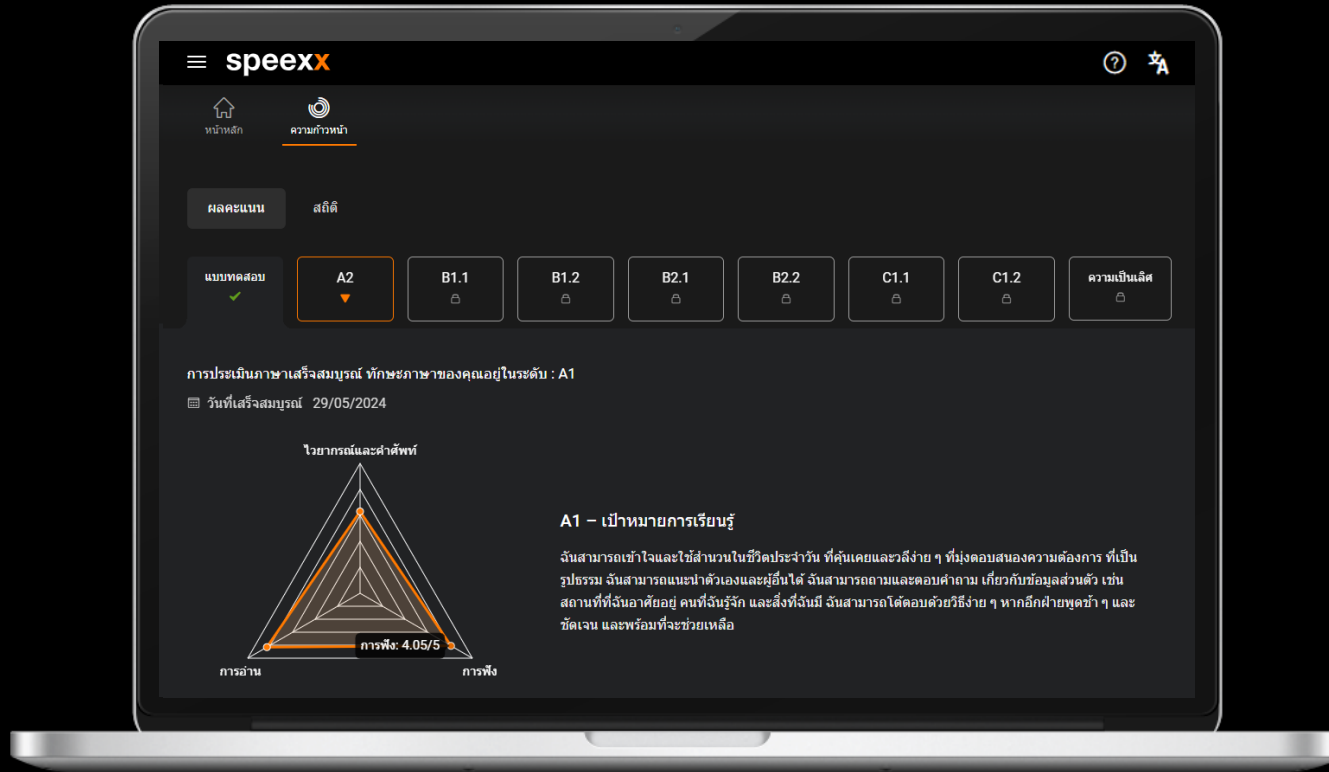 speexx
หน้าหลัก
ความก้าวหน้า
ผลคะแนน
สถิติ
แบบทดสอบ
A2
B1.1
B1.2
B2.1
B2.2
C1.1
C1.2
ความเป็นเลิศ
การประเมินภาษาเสร็จสมบูรณ์ ทักษะภาษาของคุณอยู่ในระดับ : A1
วันที่เสร็จสมบูรณ์ 29/05/2024
ไวยากรณ์และคำศัพท์
การฟัง: 4.05/5
การอ่าน
การฟัง
A1 – เป้าหมายการเรียนรู้
ฉันสามารถเข้าใจและใช้สำนวนในชีวิตประจำวัน ที่คุ้นเคยและวลีง่าย ๆ ที่มุ่งตอบสนองความต้องการ ที่เป็น
รูปธรรม ฉันสามารถแนะนำตัวเองและผู้อื่นได้ ฉันสามารถถามและตอบคำถาม เกี่ยวกับข้อมูลส่วนตัว เช่น
สถานที่ที่ฉันอาศัยอยู่ คนที่ฉันรู้จัก และสิ่งที่ฉันมี ฉันสามารถโต้ตอบด้วยวิธีง่าย ๆ หากอีกฝ่ายพูดช้า ๆ และ
ชัดเจน และพร้อมที่จะช่วยเหลือ